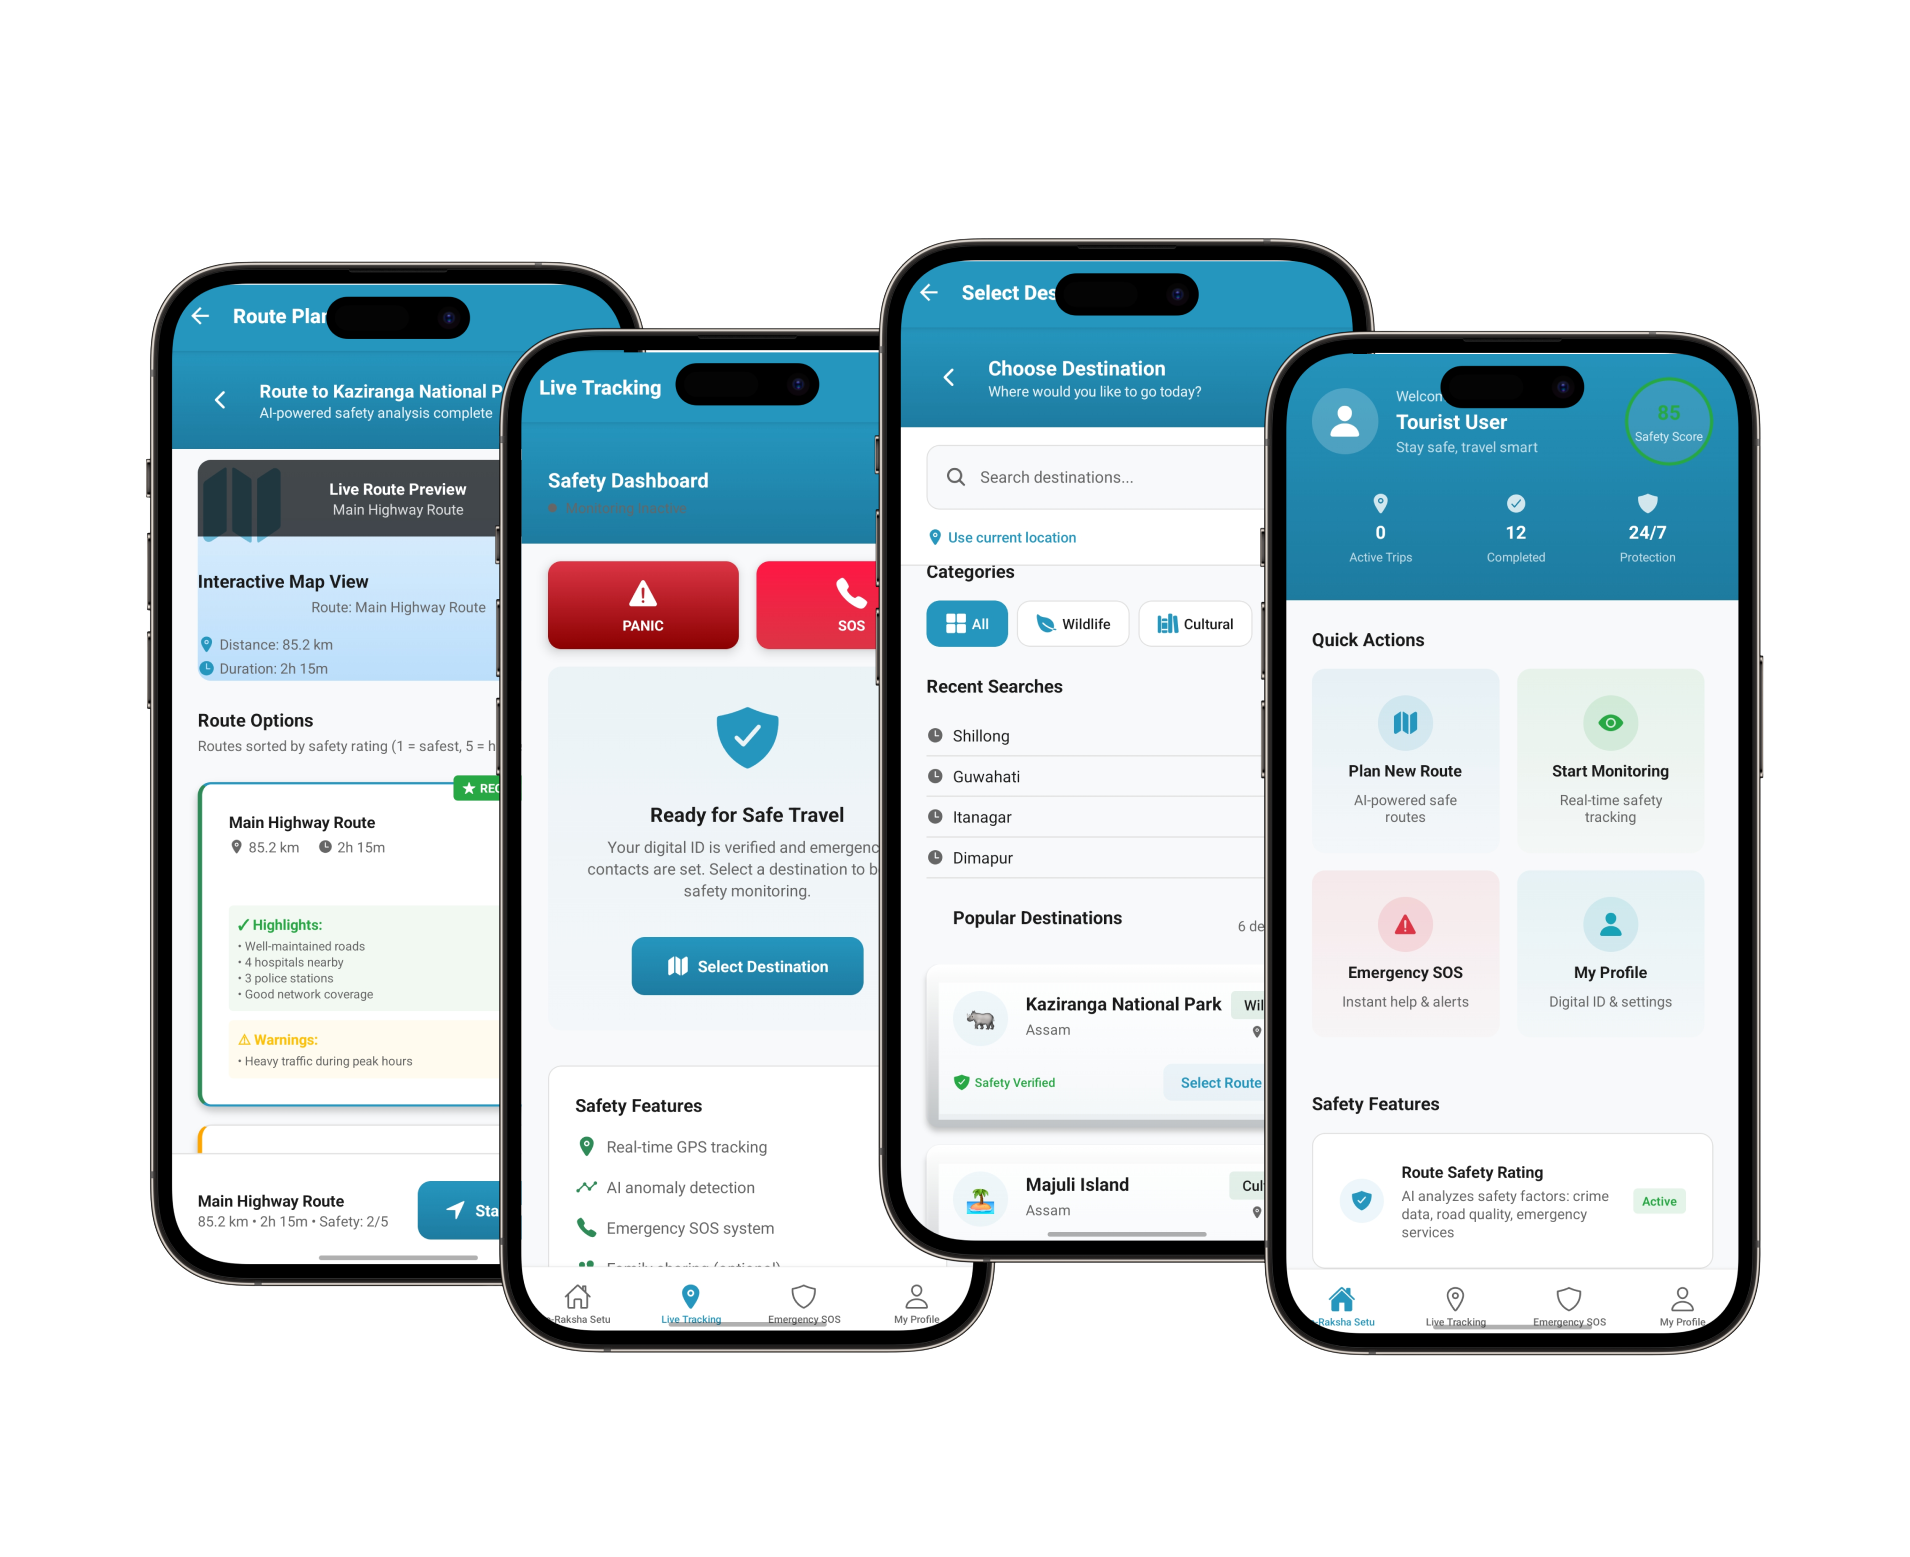 Route Plan
Route to Kaziranga National P
AI-powered safety analysis complete
Live Route Preview
Main Highway Route
Interactive Map View
Route: Main Highway Route
Distance: 85.2 km
Duration: 2h 15m
Route Options
Routes sorted by safety rating (1 = safest, 5 = h
REC
Main Highway Route
85.2 km 2h 15m
✓ Highlights:
• Well-maintained roads
• 4 hospitals nearby
• 3 police stations
• Good network coverage
⚠ Warnings:
• Heavy traffic during peak hours
Main Highway Route
85.2 km • 2h 15m • Safety: 2/5
Sta
Live Tracking
Safety Dashboard
Monitoring Inactive
PANIC
SOS
Ready for Safe Travel
Your digital ID is verified and emergenc
contacts are set. Select a destination to b
safety monitoring.
Select Destination
Safety Features
Real-time GPS tracking
AI anomaly detection
Emergency SOS system
Family sharing (optional)
-Raksha Setu
Live Tracking
Emergency SOS
My Profile
Select Des
Choose Destination
Where would you like to go today?
Search destinations...
Use current location
Categories
All
Wildlife
Cultural
Recent Searches
Shillong
Guwahati
Itanagar
Dimapur
Popular Destinations
6 de
Kaziranga National Park
Wil
Assam
Safety Verified
Select Route
Majuli Island
Cult
Assam
Welcom
Tourist User
Stay safe, travel smart
85
Safety Score
0
Active Trips
12
Completed
24/7
Protection
Quick Actions
Plan New Route
AI-powered safe
routes
Start Monitoring
Real-time safety
tracking
Emergency SOS
Instant help & alerts
My Profile
Digital ID & settings
Safety Features
Route Safety Rating
AI analyzes safety factors: crime
data, road quality, emergency
services
Active
-Raksha Setu
Live Tracking
Emergency SOS
My Profile